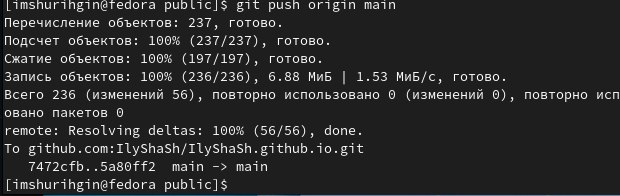 [imshurihgin@fedora public]$ git push origin main
Перечисление объектов: 237, готово.
Подсчет объектов: 100% (237/237), готово.
Сжатие объектов: 100% (197/197), готово.
Запись объектов: 100% (236/236), 6.88 МиБ | 1.53 МиБ/с, готово.
Всего 236 (изменений 56), повторно использовано 0 (изменений 0), повторно исп
овано пакетов 0
remote: Resolving deltas: 100% (56/56), done.
To github.com:IlyShaSh/IlyShaSh.github.io.git
   7472cfb..5a80ff2  main -> main
[imshurihgin@fedora public]$